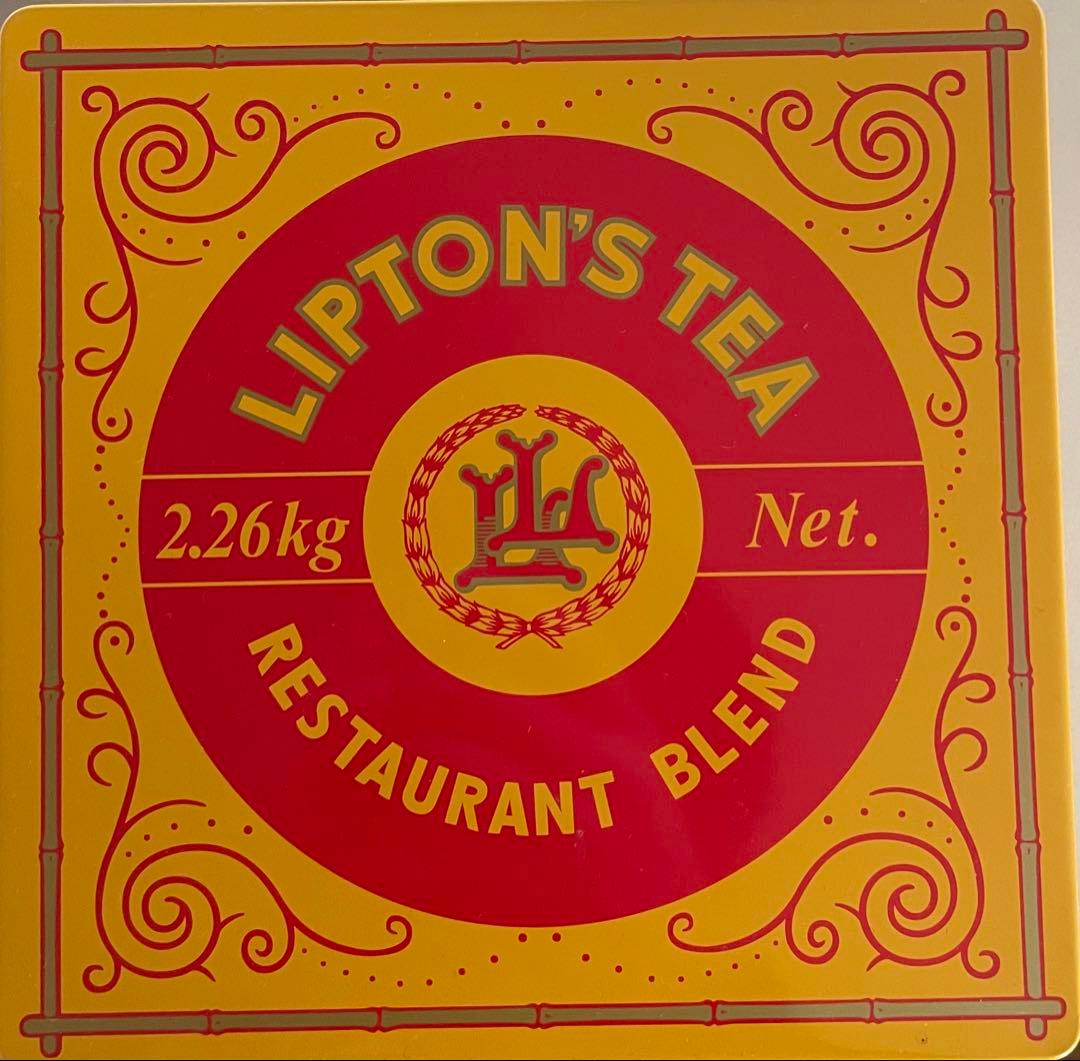 LIPTON'S TEA
2.26kg Net.
RESTAURANT BLEND